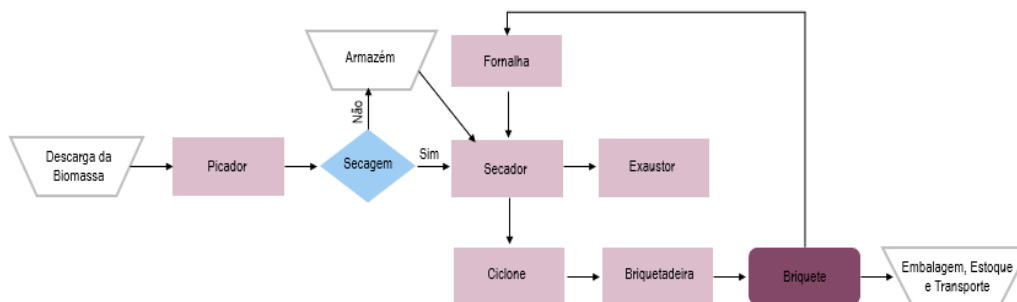 Armazém
Fornalha
Não
Descarga da
Biomassa
Picador
Secagem
Sim
Secador
Exaustor
Ciclone
Briquetadeira
Briquete
Embalagem, Estoque
e Transporte